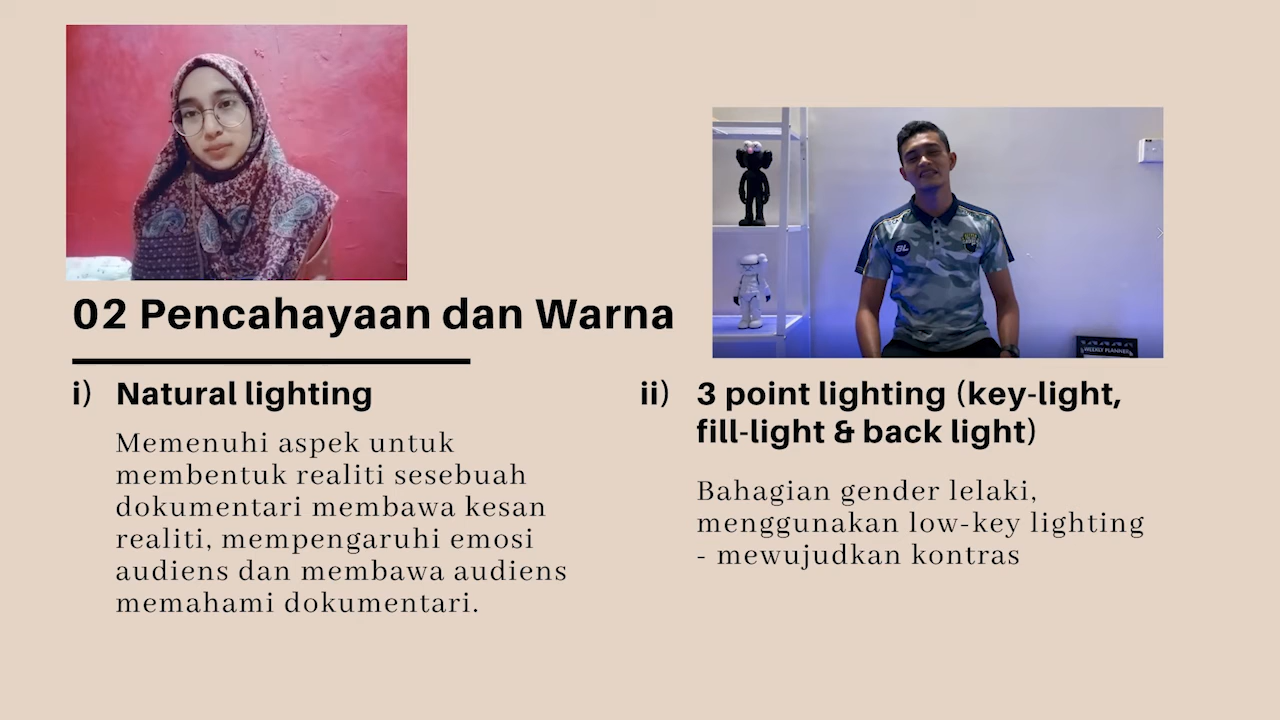 02 Pencahayaan dan Warna
i) Natural lighting
Memenuhi aspek untuk
membentuk realiti sesebuah
dokumentari membawa kesan
realiti, mempengaruhi emosi
audiens dan membawa audiens
memahami dokumentari.
SL
WEEKLY PLANNER
ii) 3 point lighting (key-light,
fill-light & back light)
Bahagian gender lelaki,
menggunakan low-key lighting
- mewujudkan kontras